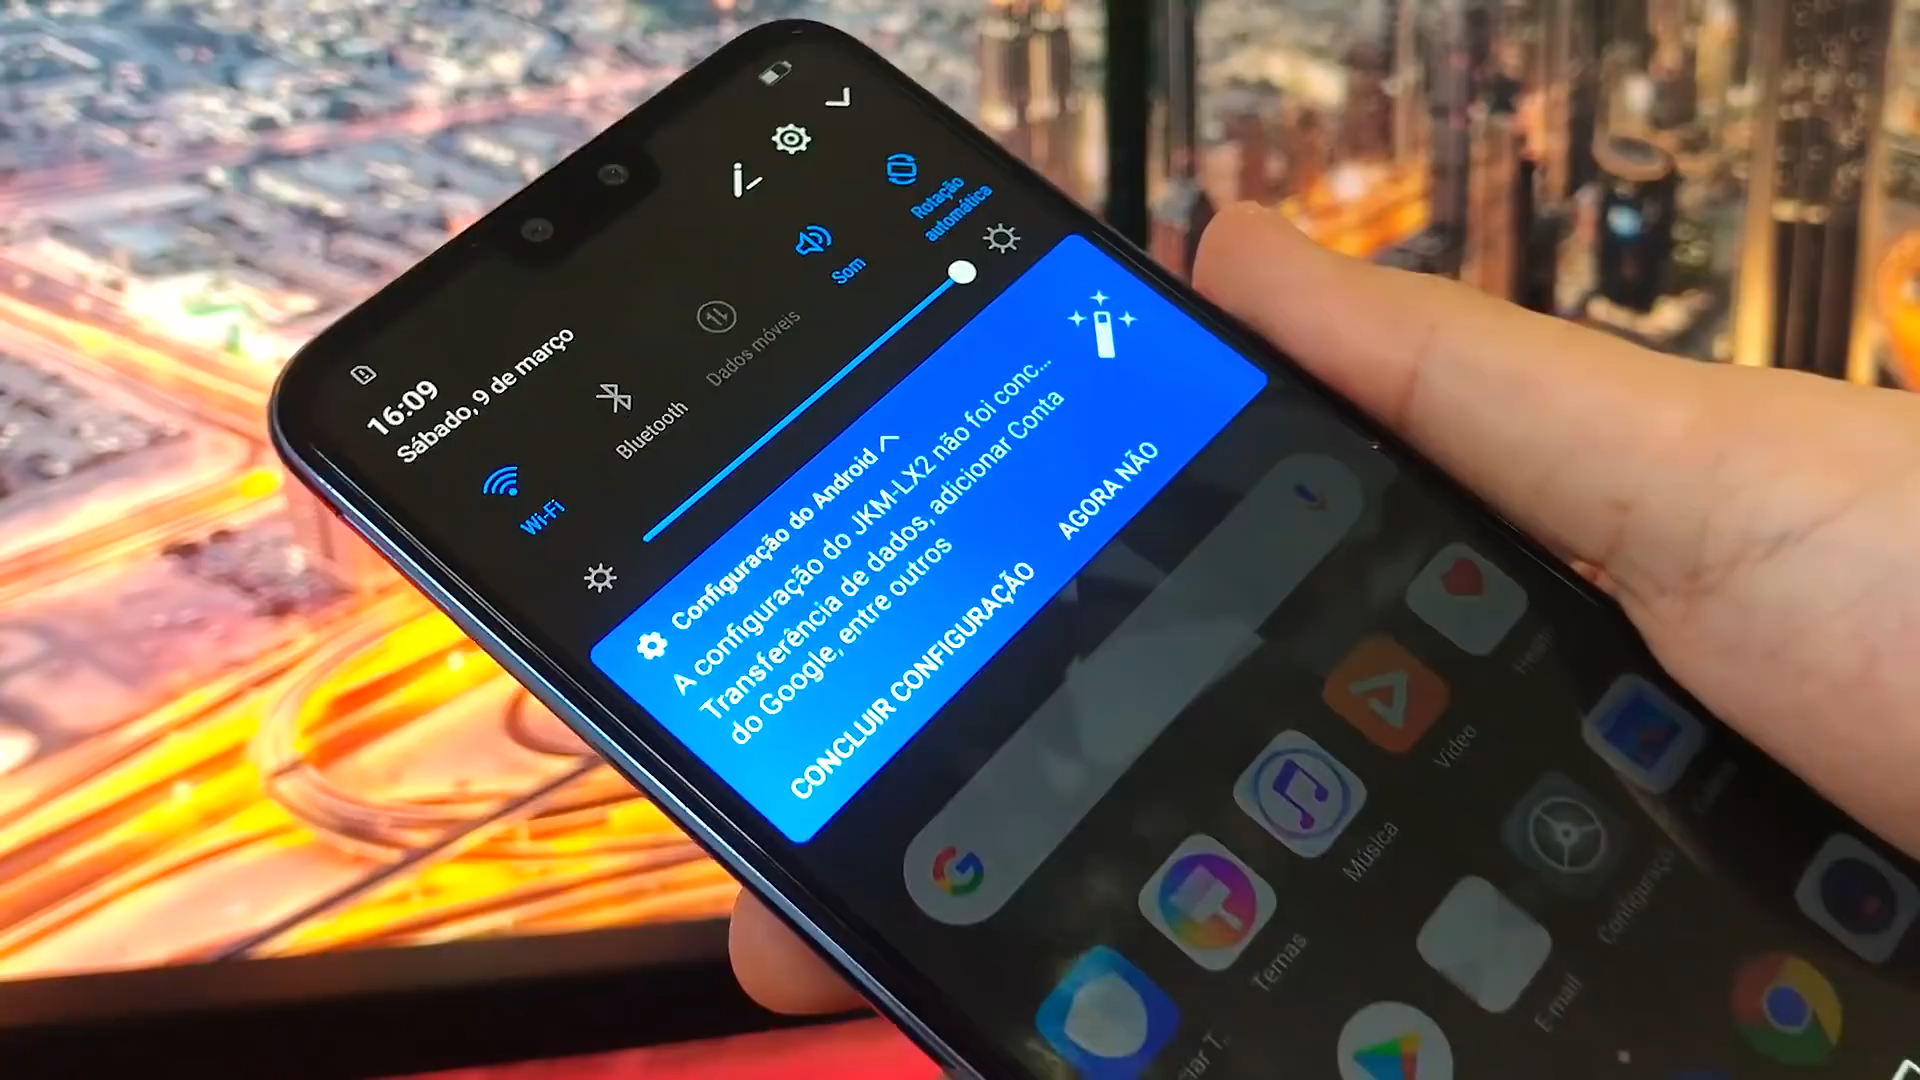 16:09
Sábado, 9 de março
Wi-Fi
Bluetooth
Dados móveis
Som
Rotação
automática
Configuração do Android
A configuração do JKM-LX2 não foi conc...
Transferência de dados, adicionar Conta
do Google, entre outros
CONCLUIR CONFIGURAÇÃO
AGORA NÃO
Temas
Música
Vídeo
Health
E-mail